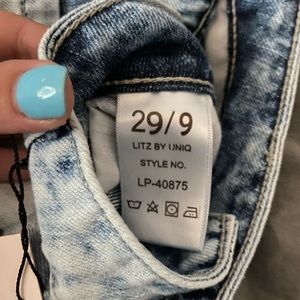 29/9
LITZ BY UNIQ
STYLE NO.
LP-40875